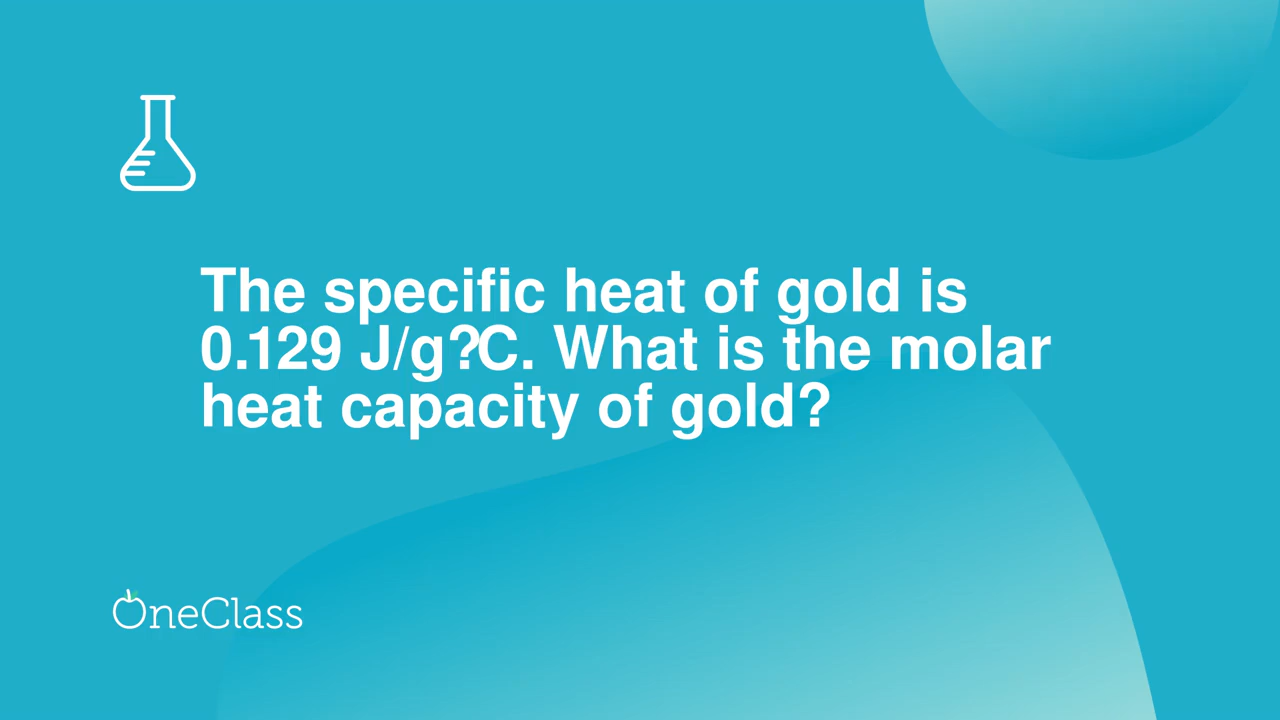 The specific heat of gold is
0.129 J/g?C. What is the molar
heat capacity of gold?
OneClass